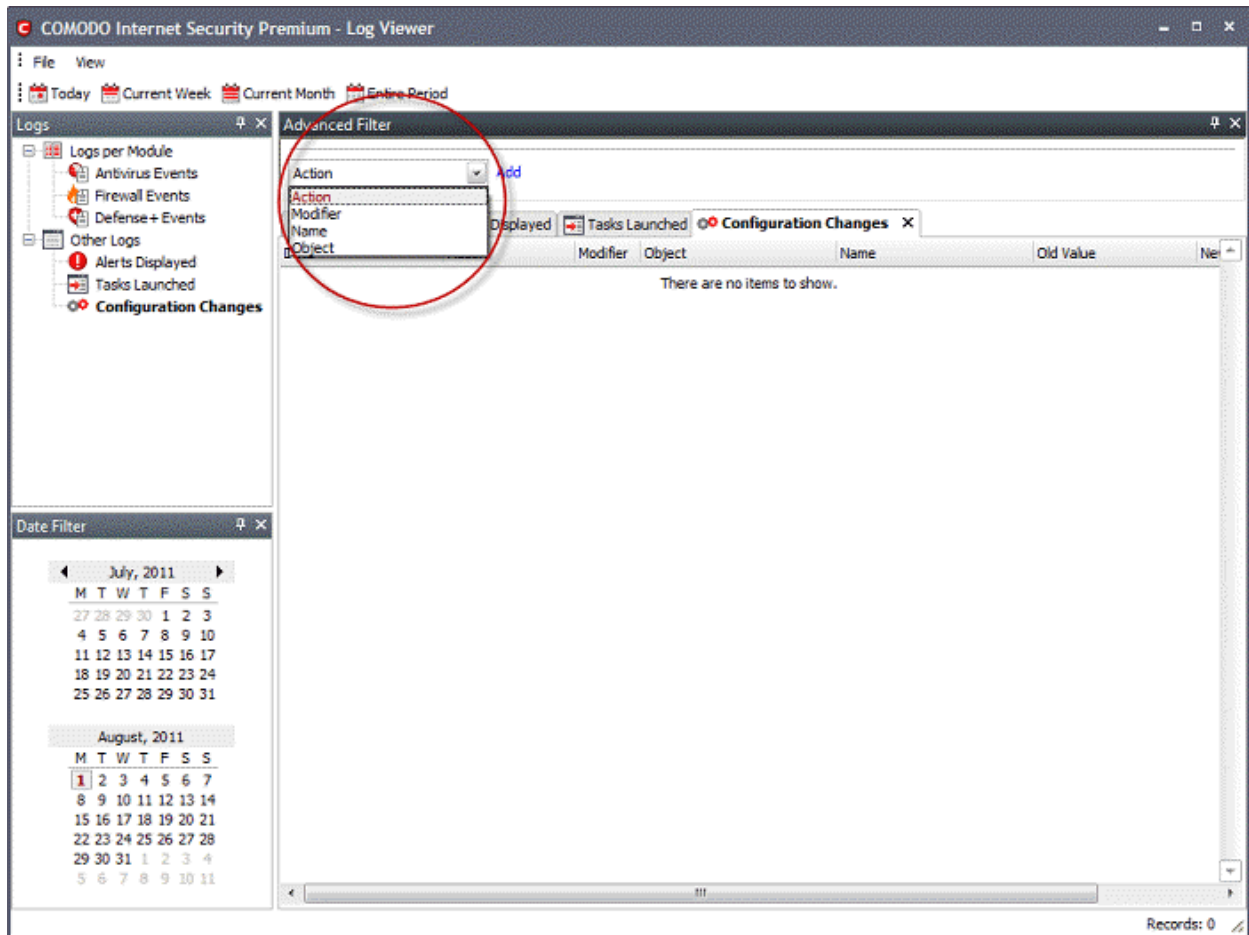 COMODO Internet Security Premium - Log Viewer
File View
Today Current Week Current Month Entire Period
Logs
Logs per Module
Antivirus Events
Firewall Events
Defense+ Events
Other Logs
Alerts Displayed
Tasks Launched
Configuration Changes
Advanced Filter
Action Add
Action
Modifier
Name
Object
Displayed Tasks Launched Configuration Changes
Modifier Object Name Old Value
There are no items to show.
Date Filter
July, 2011
M T W T F S S
27 28 29 30 1 2 3
4 5 6 7 8 9 10
11 12 13 14 15 16 17
18 19 20 21 22 23 24
25 26 27 28 29 30 31
August, 2011
M T W T F S S
1 2 3 4 5 6 7
8 9 10 11 12 13 14
15 16 17 18 19 20 21
22 23 24 25 26 27 28
29 30 31 1 2 3 4
5 6 7 8 9 10 11
Records: 0